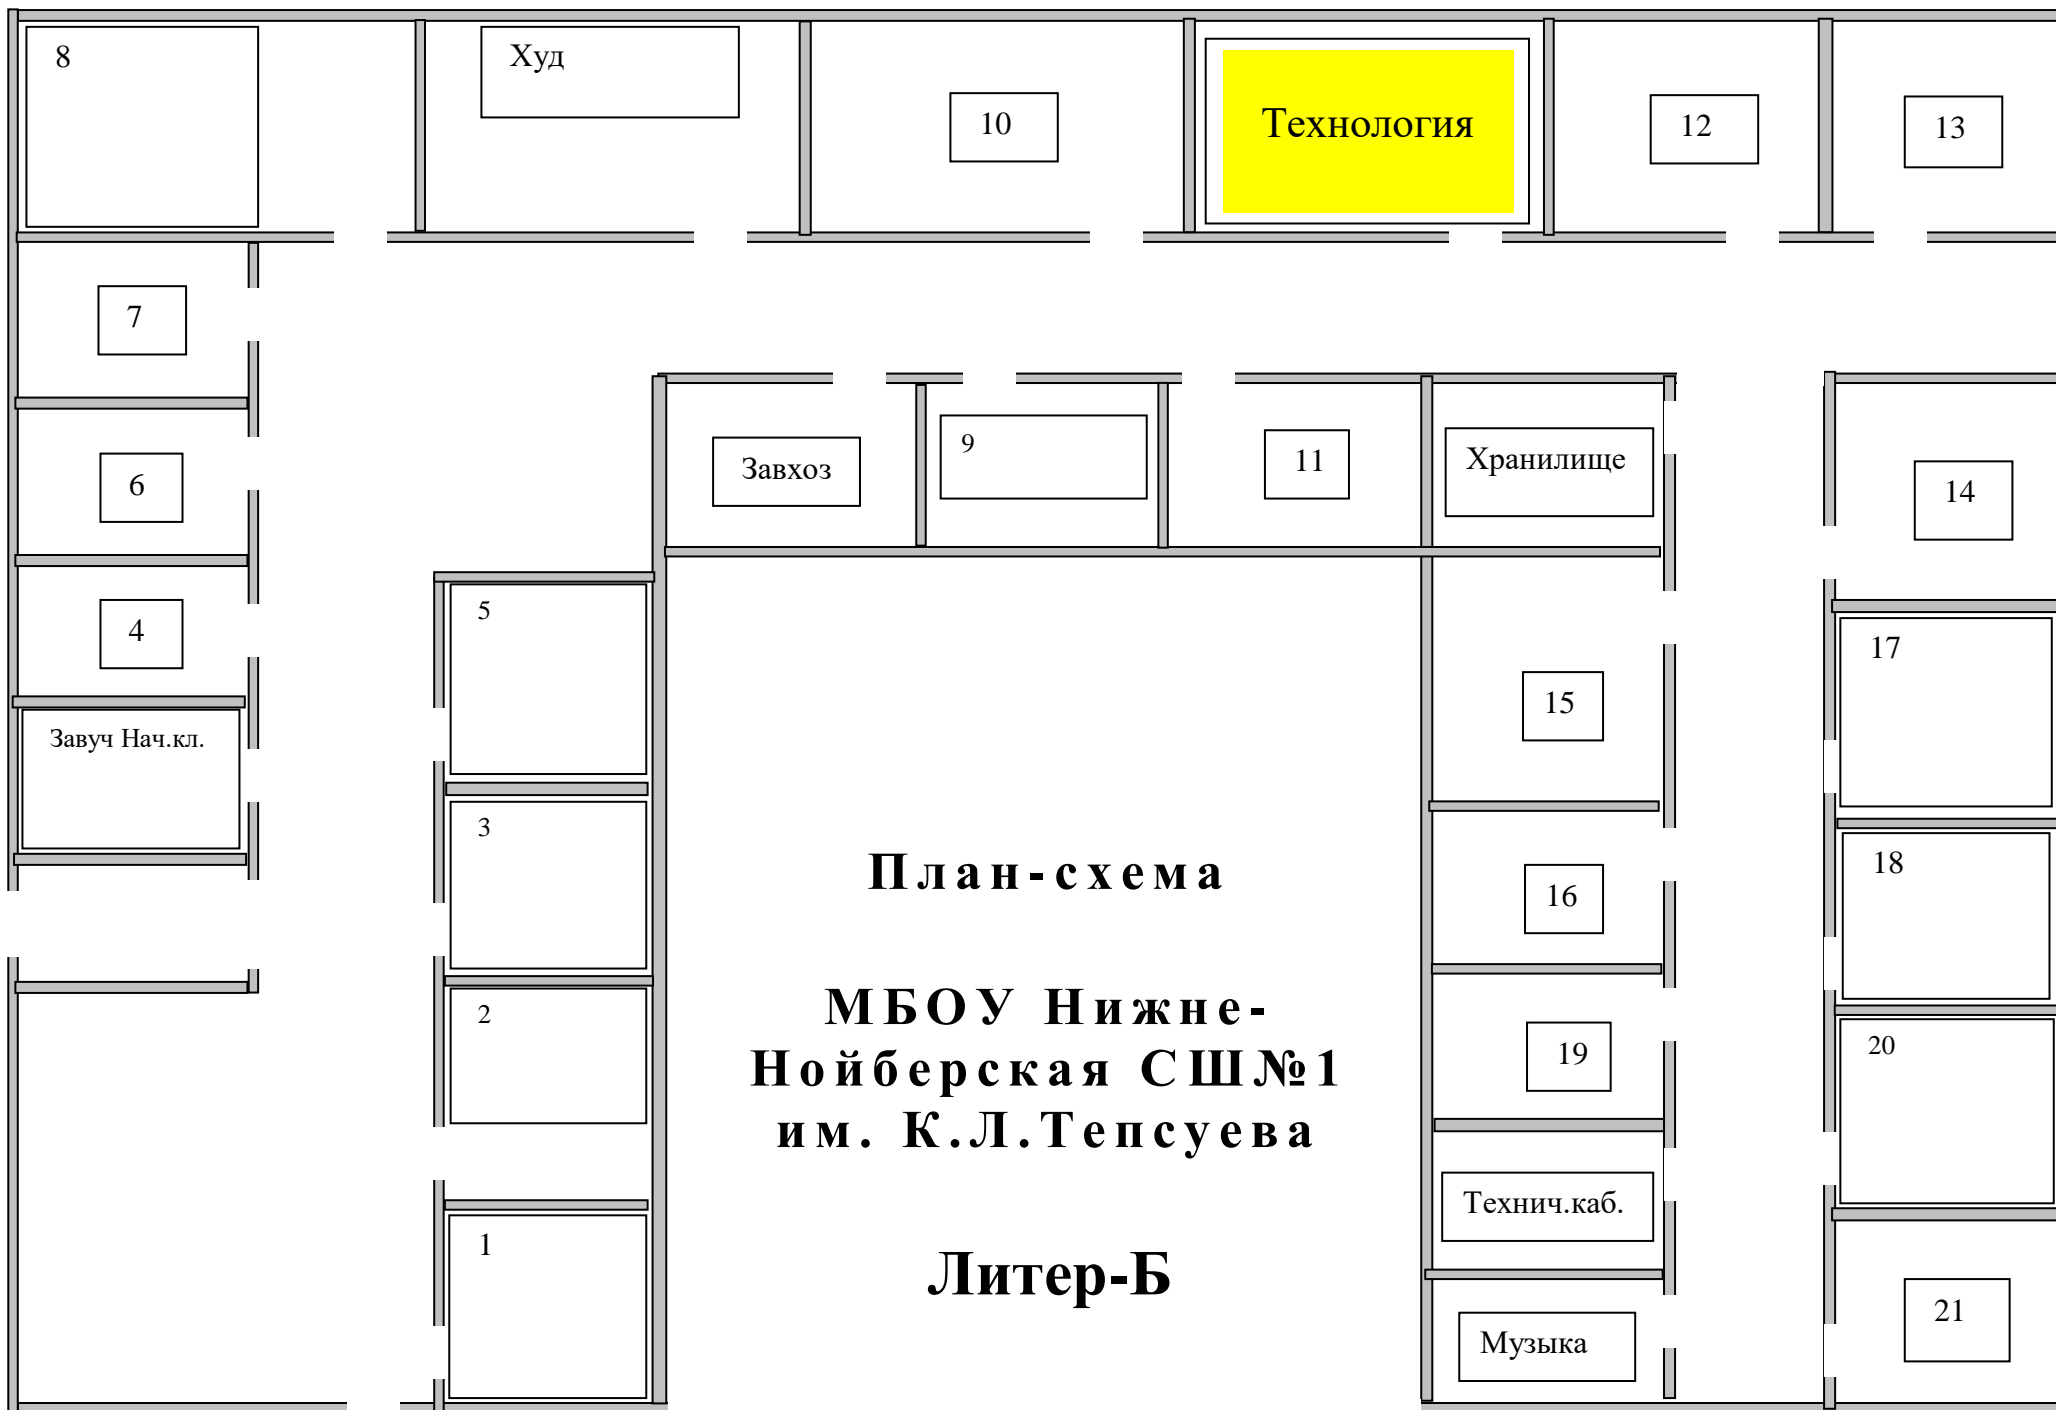 8
Худ
10
Технология
12
13
7
Завхоз
9
11
Хранилище
14
6
4
5
17
15
Завуч Нач.кл.
3
18
План-схема
16
МБОУ Нижне-
Нойберская СШ№1
им. К.Л.Тепсуева
2
19
20
Технич.каб.
1
Литер-Б
Музыка
21